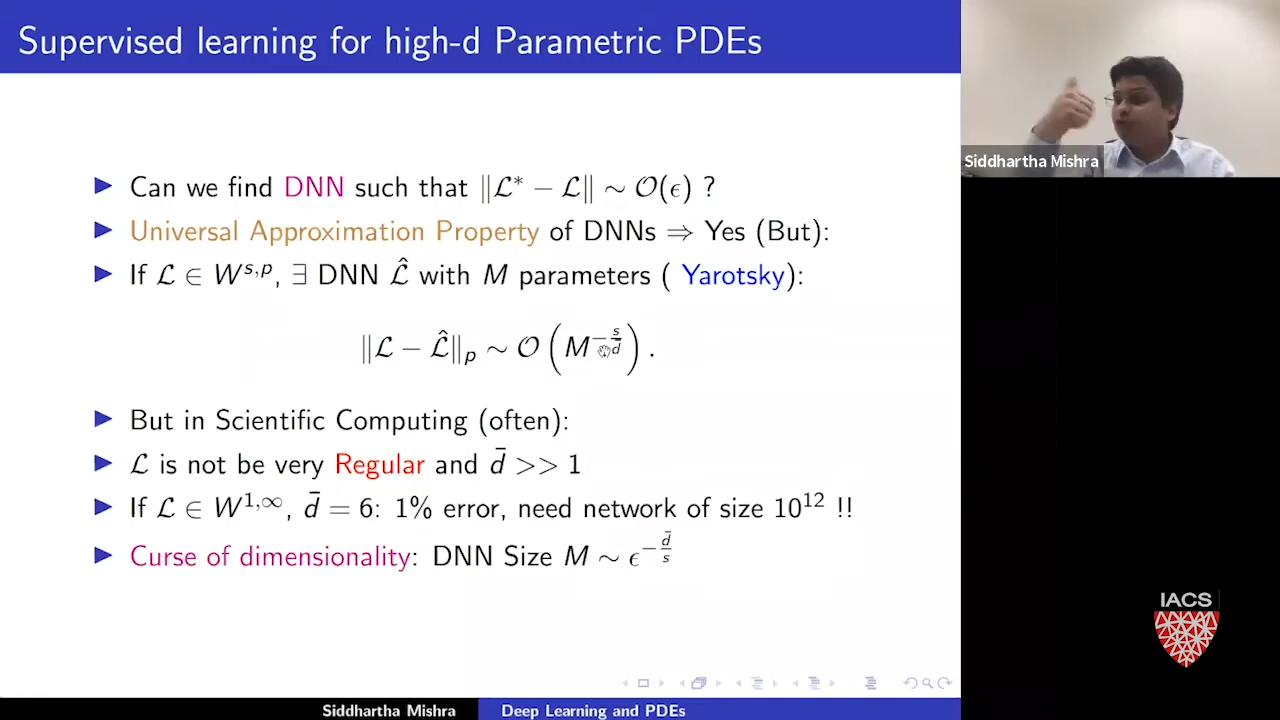 Supervised learning for high-d Parametric PDEs
Siddhartha Mishra
▶ Can we find DNN such that ‖ℒ* − ℒ‖ ∼ 𝒪(ϵ) ?
▶ Universal Approximation Property of DNNs ⇒ Yes (But):
▶ If ℒ ∈ W^{s,p}, ∃ DNN ℒ̂ with M parameters ( Yarotsky):
‖ℒ − ℒ̂‖_p ∼ 𝒪(M^{−s/d̄}).
▶ But in Scientific Computing (often):
▶ ℒ is not be very Regular and d̄ >> 1
▶ If ℒ ∈ W^{1,∞}, d̄ = 6: 1% error, need network of size 10^{12} !!
▶ Curse of dimensionality: DNN Size M ∼ ϵ^{−d̄/s}
IACS
Siddhartha Mishra Deep Learning and PDEs